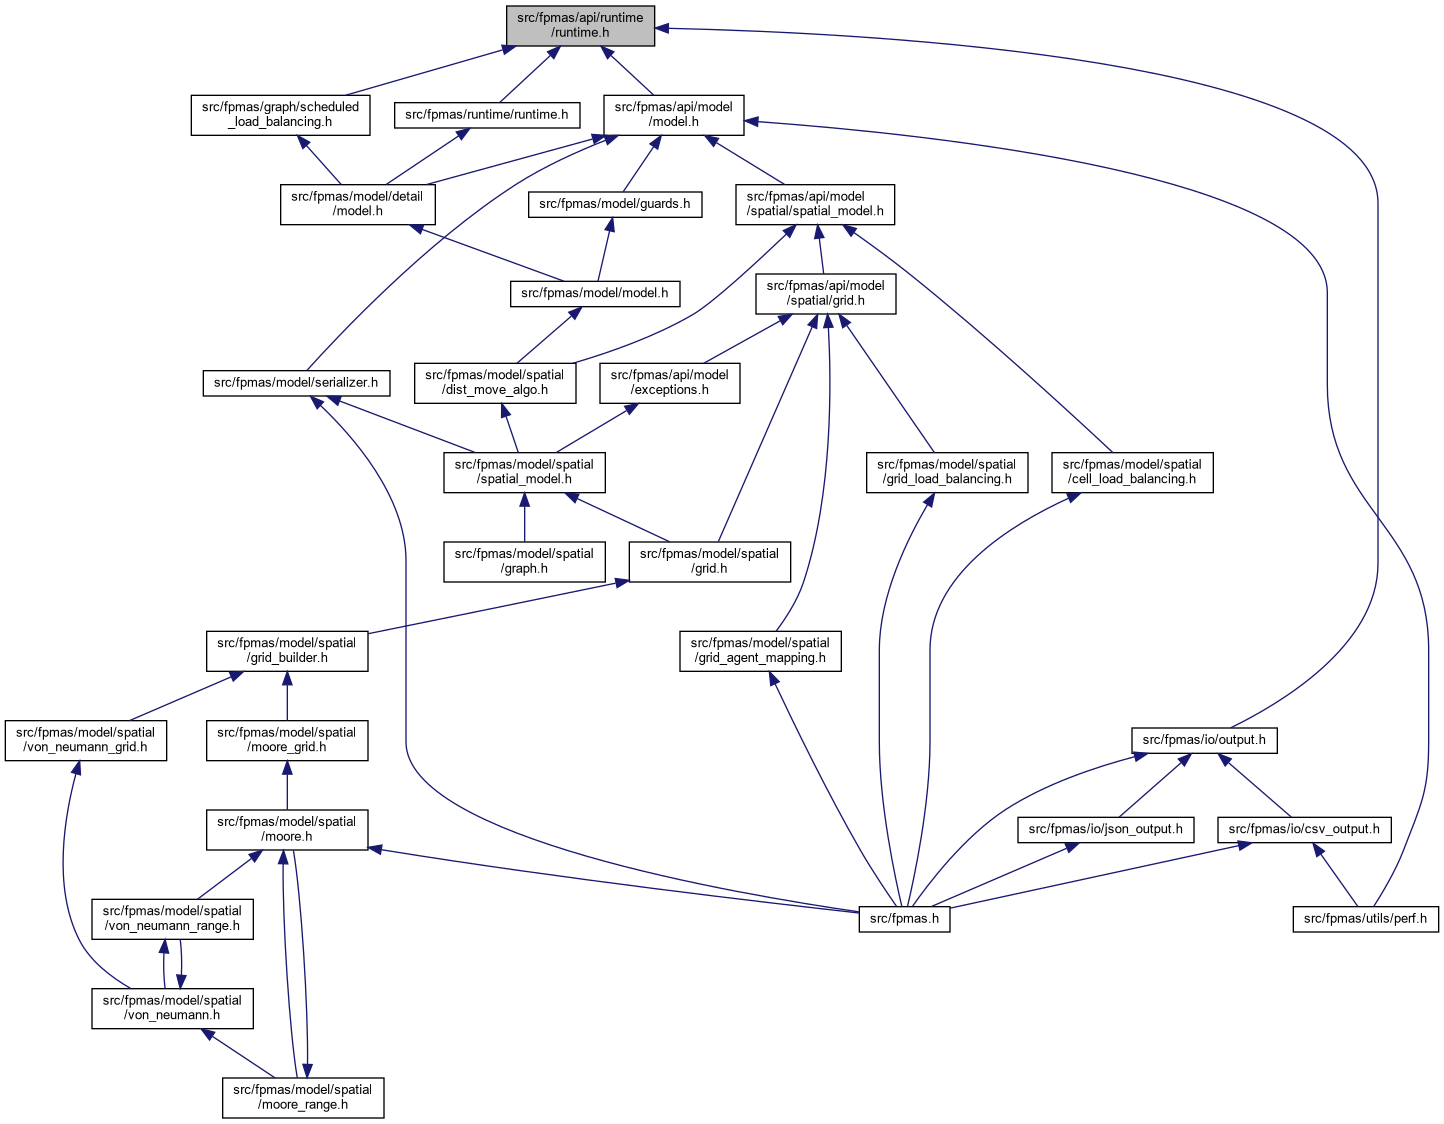 src/fpmas/api/runtime
/runtime.h
src/fpmas/graph/scheduled
_load_balancing.h
src/fpmas/runtime/runtime.h
src/fpmas/api/model
/model.h
src/fpmas/model/detail
/model.h
src/fpmas/model/guards.h
src/fpmas/api/model
/spatial/spatial_model.h
src/fpmas/model/model.h
src/fpmas/api/model
/spatial/grid.h
src/fpmas/model/serializer.h
src/fpmas/model/spatial
/dist_move_algo.h
src/fpmas/api/model
/exceptions.h
src/fpmas/model/spatial
/spatial_model.h
src/fpmas/model/spatial
/grid_load_balancing.h
src/fpmas/model/spatial
/cell_load_balancing.h
src/fpmas/model/spatial
/graph.h
src/fpmas/model/spatial
/grid.h
src/fpmas/model/spatial
/grid_builder.h
src/fpmas/model/spatial
/grid_agent_mapping.h
src/fpmas/model/spatial
/von_neumann_grid.h
src/fpmas/model/spatial
/moore_grid.h
src/fpmas/io/output.h
src/fpmas/model/spatial
/moore.h
src/fpmas/io/json_output.h
src/fpmas/io/csv_output.h
src/fpmas/model/spatial
/von_neumann_range.h
src/fpmas.h
src/fpmas/utils/perf.h
src/fpmas/model/spatial
/von_neumann.h
src/fpmas/model/spatial
/moore_range.h